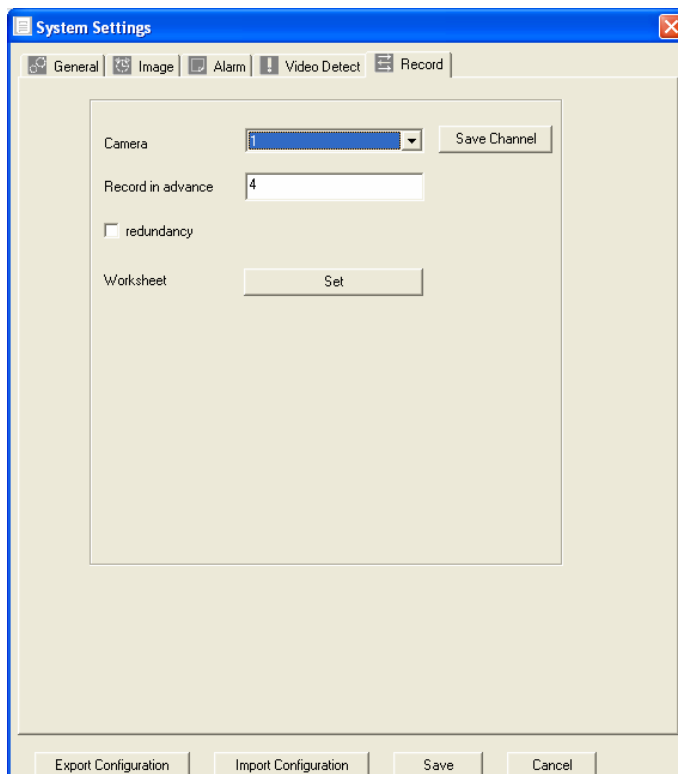 System Settings
General Image Alarm Video Detect Record
Camera 1 Save Channel
Record in advance 4
redundancy
Worksheet Set
Export Configuration Import Configuration Save Cancel